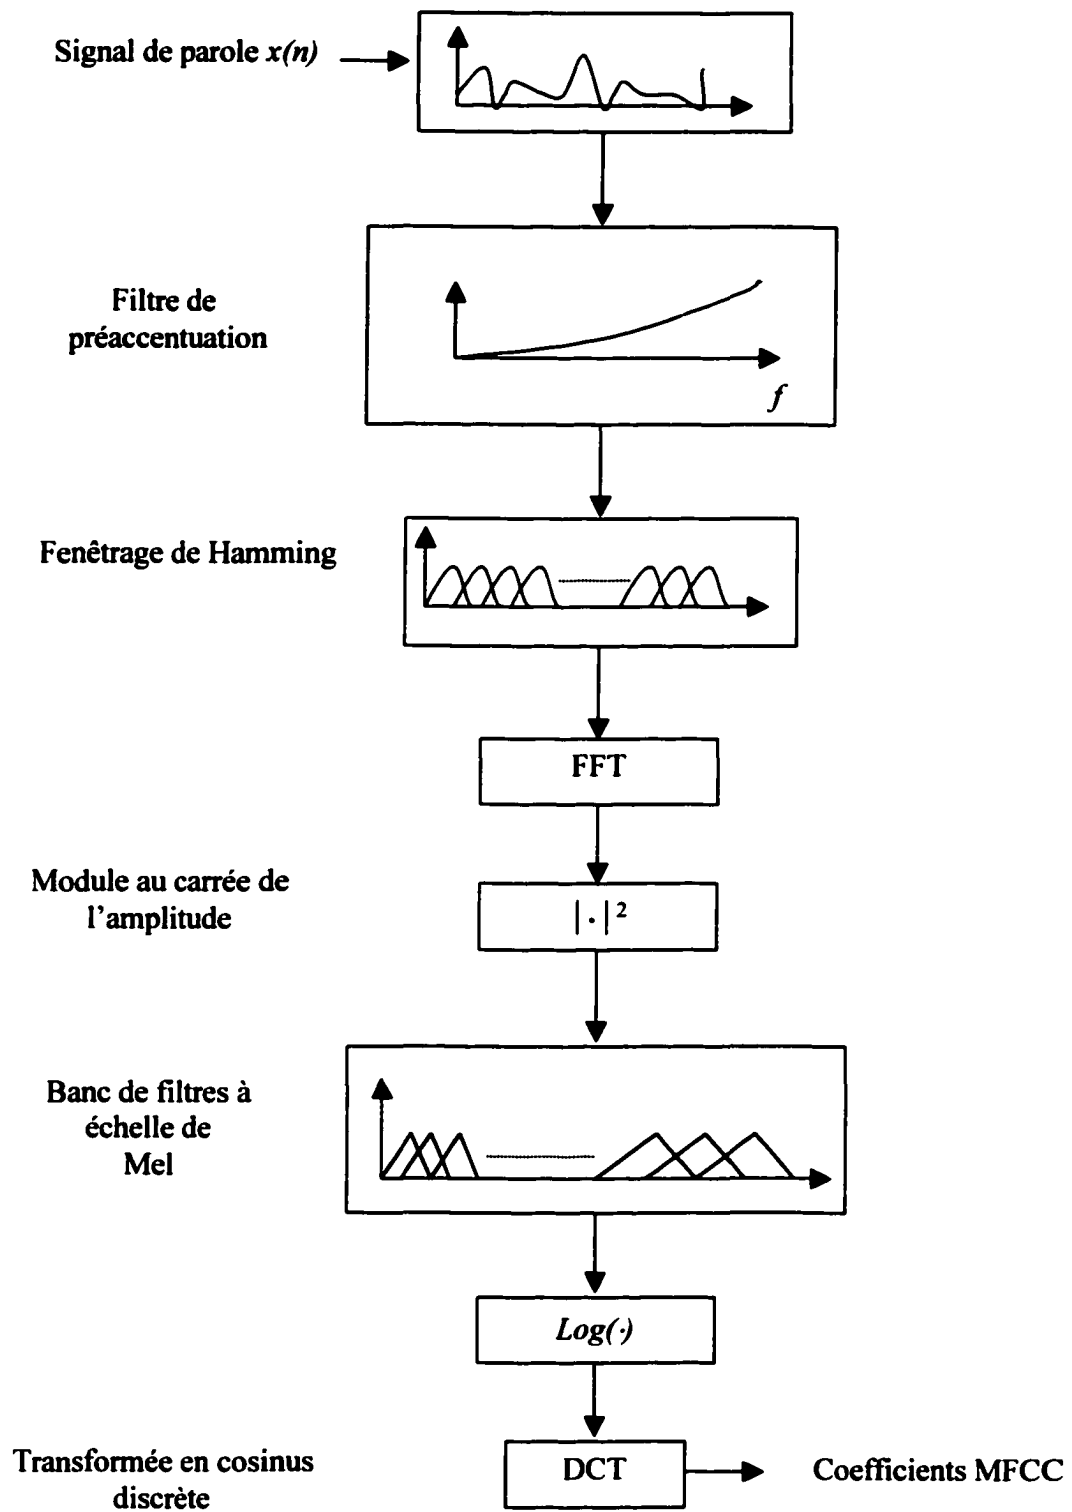 Signal de parole x(n)
Filtre de
préaccentuation
f
Fenêtrage de Hamming
FFT
Module au carrée de
l'amplitude
| · | ²
Banc de filtres à
échelle de
Mel
Log(·)
Transformée en cosinus
discrète
DCT
Coefficients MFCC